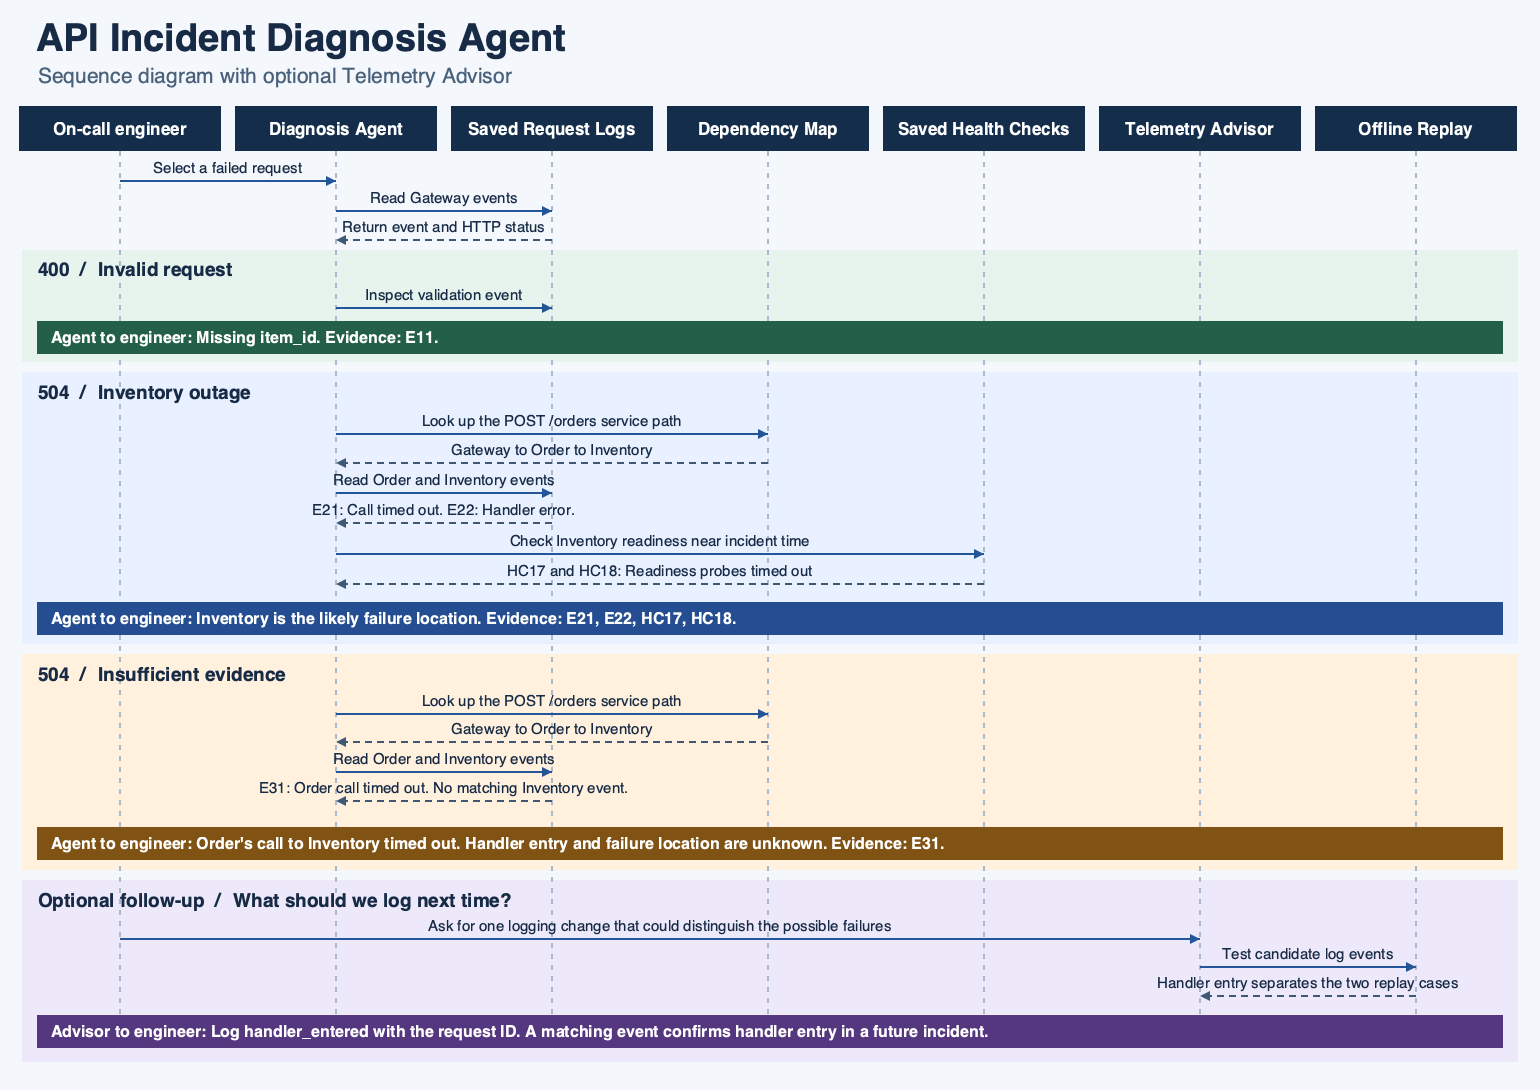 API Incident Diagnosis Agent
Sequence diagram with optional Telemetry Advisor
On-call engineer
Diagnosis Agent
Saved Request Logs
Dependency Map
Saved Health Checks
Telemetry Advisor
Offline Replay
Select a failed request
Read Gateway events
Return event and HTTP status
400 / Invalid request
Inspect validation event
Agent to engineer: Missing item_id. Evidence: E11.
504 / Inventory outage
Look up the POST /orders service path
Gateway to Order to Inventory
Read Order and Inventory events
E21: Call timed out. E22: Handler error.
Check Inventory readiness near incident time
HC17 and HC18: Readiness probes timed out
Agent to engineer: Inventory is the likely failure location. Evidence: E21, E22, HC17, HC18.
504 / Insufficient evidence
Look up the POST /orders service path
Gateway to Order to Inventory
Read Order and Inventory events
E31: Order call timed out. No matching Inventory event.
Agent to engineer: Order's call to Inventory timed out. Handler entry and failure location are unknown. Evidence: E31.
Optional follow-up / What should we log next time?
Ask for one logging change that could distinguish the possible failures
Test candidate log events
Handler entry separates the two replay cases
Advisor to engineer: Log handler_entered with the request ID. A matching event confirms handler entry in a future incident.